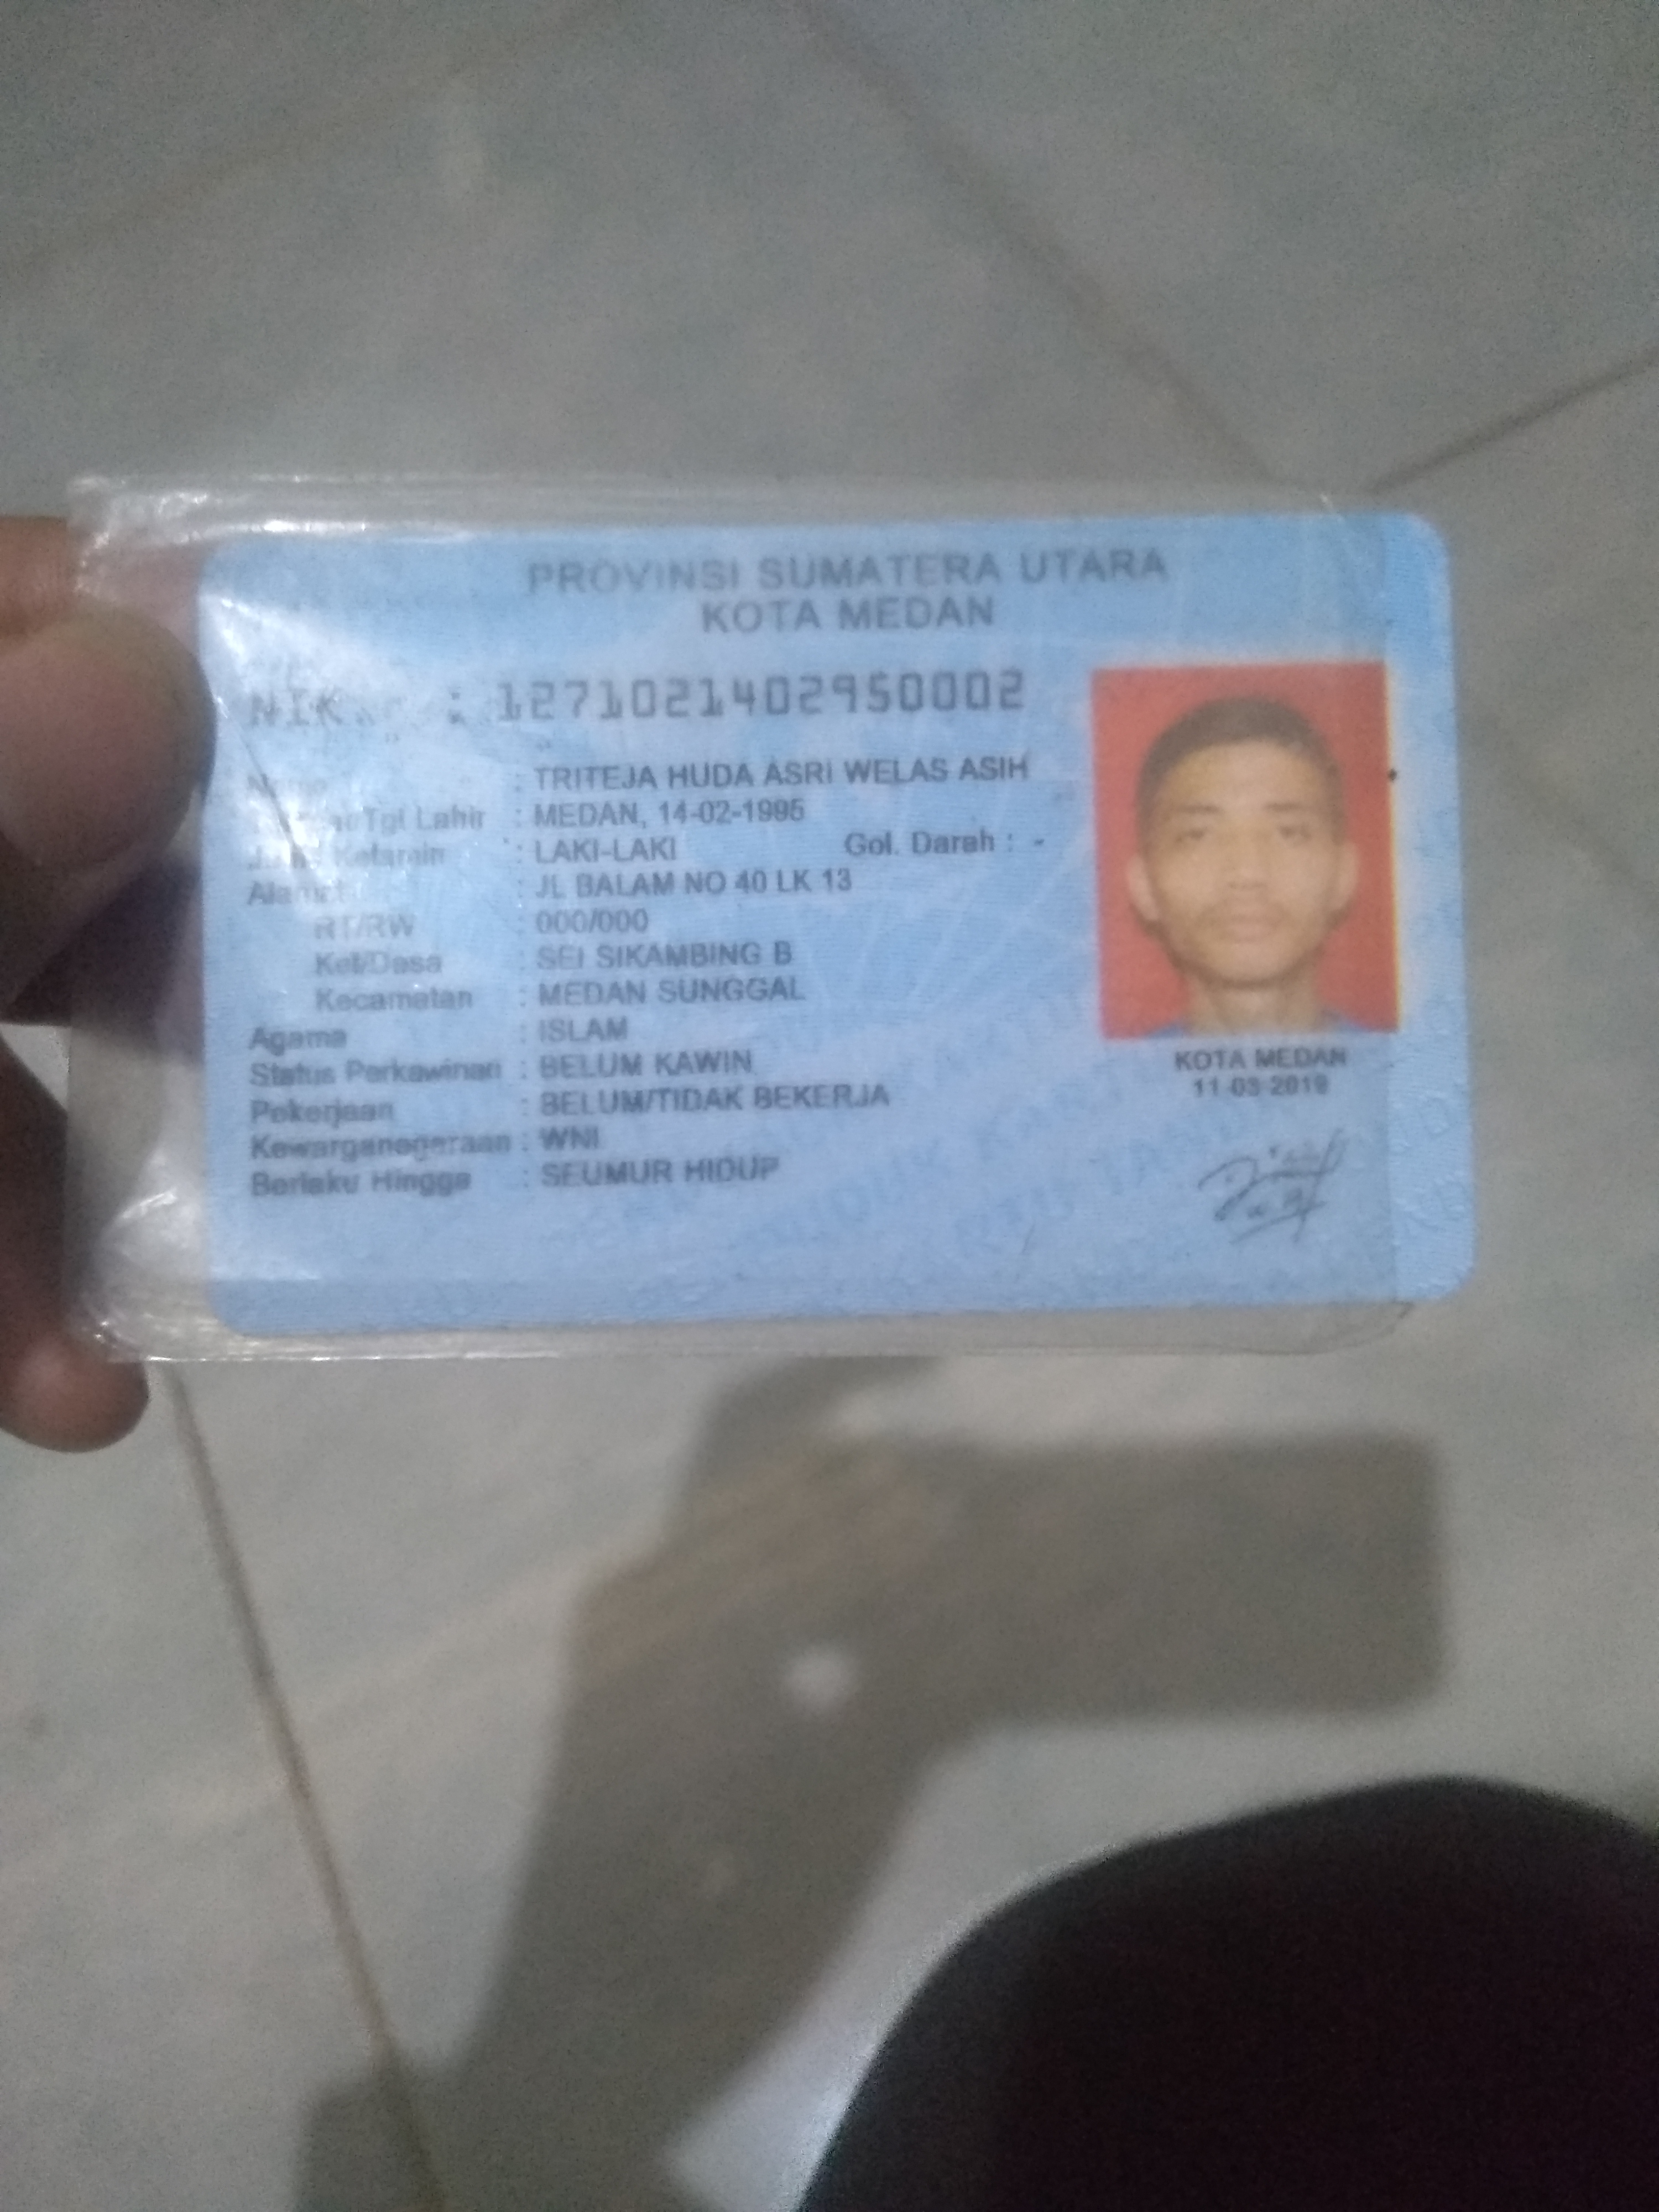 PROVINSI SUMATERA UTARA
KOTA MEDAN
NIK : 1271021402950002
: TRITEJA HUDA ASRI WELAS ASIH
Tgl Lahir : MEDAN, 14-02-1995
Kelamin : LAKI-LAKI Gol. Darah : -
Alamat : JL BALAM NO 40 LK 13
RT/RW : 000/000
Kel/Desa : SEI SIKAMBING B
Kecamatan : MEDAN SUNGGAL
Agama : ISLAM
Status Perkawinan : BELUM KAWIN
Pekerjaan : BELUM/TIDAK BEKERJA
Kewarganegaraan : WNI
Berlaku Hingga : SEUMUR HIDUP
KOTA MEDAN
11-03-2019